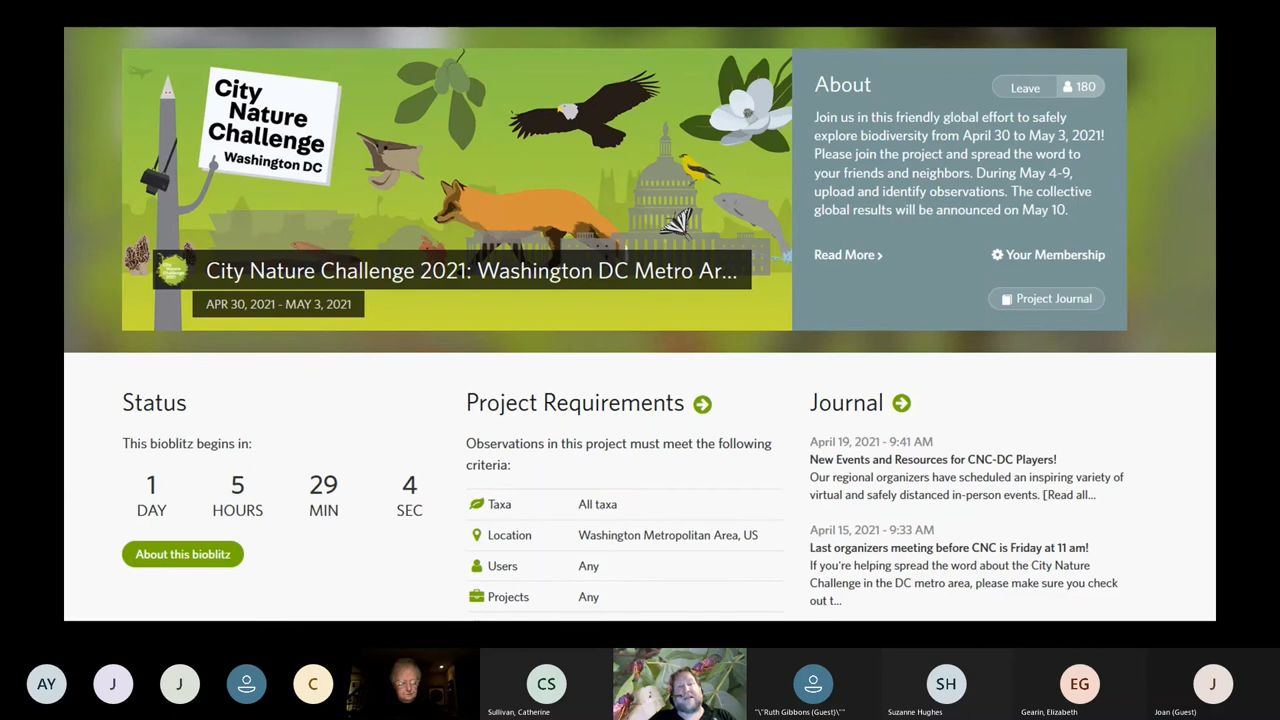 City
Nature
Challenge
Washington DC
City Nature Challenge 2021: Washington DC Metro Ar...
APR 30, 2021 - MAY 3, 2021
About
Leave
180
Join us in this friendly global effort to safely
explore biodiversity from April 30 to May 3, 2021!
Please join the project and spread the word to
your friends and neighbors. During May 4-9,
upload and identify observations. The collective
global results will be announced on May 10.
Read More
Your Membership
Project Journal
Status
This bioblitz begins in:
1 5 29 4
DAY HOURS MIN SEC
About this bioblitz
Project Requirements
Observations in this project must meet the following
criteria:
Taxa All taxa
Location Washington Metropolitan Area, US
Users Any
Projects Any
Journal
April 19, 2021 - 9:41 AM
New Events and Resources for CNC-DC Players!
Our regional organizers have scheduled an inspiring variety of
virtual and safely distanced in-person events. [Read all...
April 15, 2021 - 9:33 AM
Last organizers meeting before CNC is Friday at 11 am!
If you're helping spread the word about the City Nature
Challenge in the DC metro area, please make sure you check
out t...
AY
J
J
C
CS
Sullivan, Catherine
"\"Ruth Gibbons (Guest)\""
SH
Suzanne Hughes
EG
Gearin, Elizabeth
J
Joan (Guest)